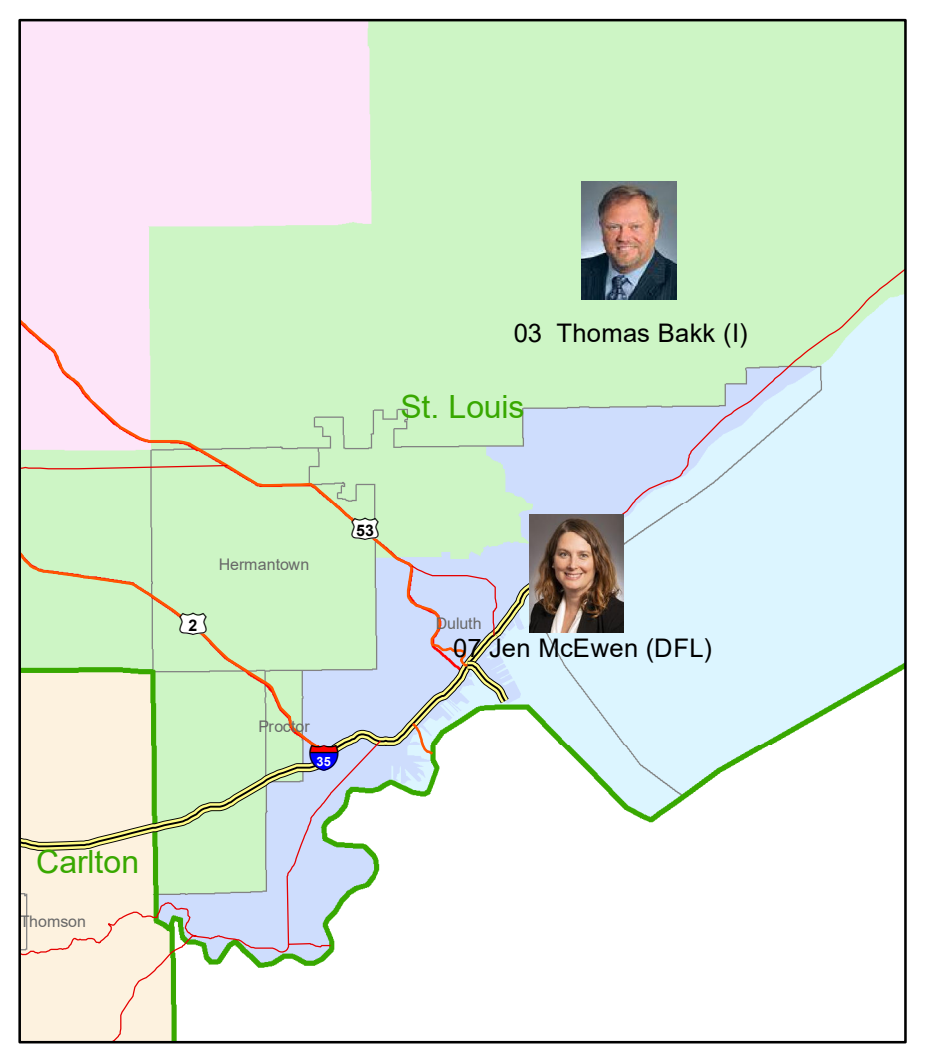 03 Thomas Bakk (I)
St. Louis
53
Hermantown
2
Duluth
07 Jen McEwen (DFL)
Proctor
35
Carlton
Thomson